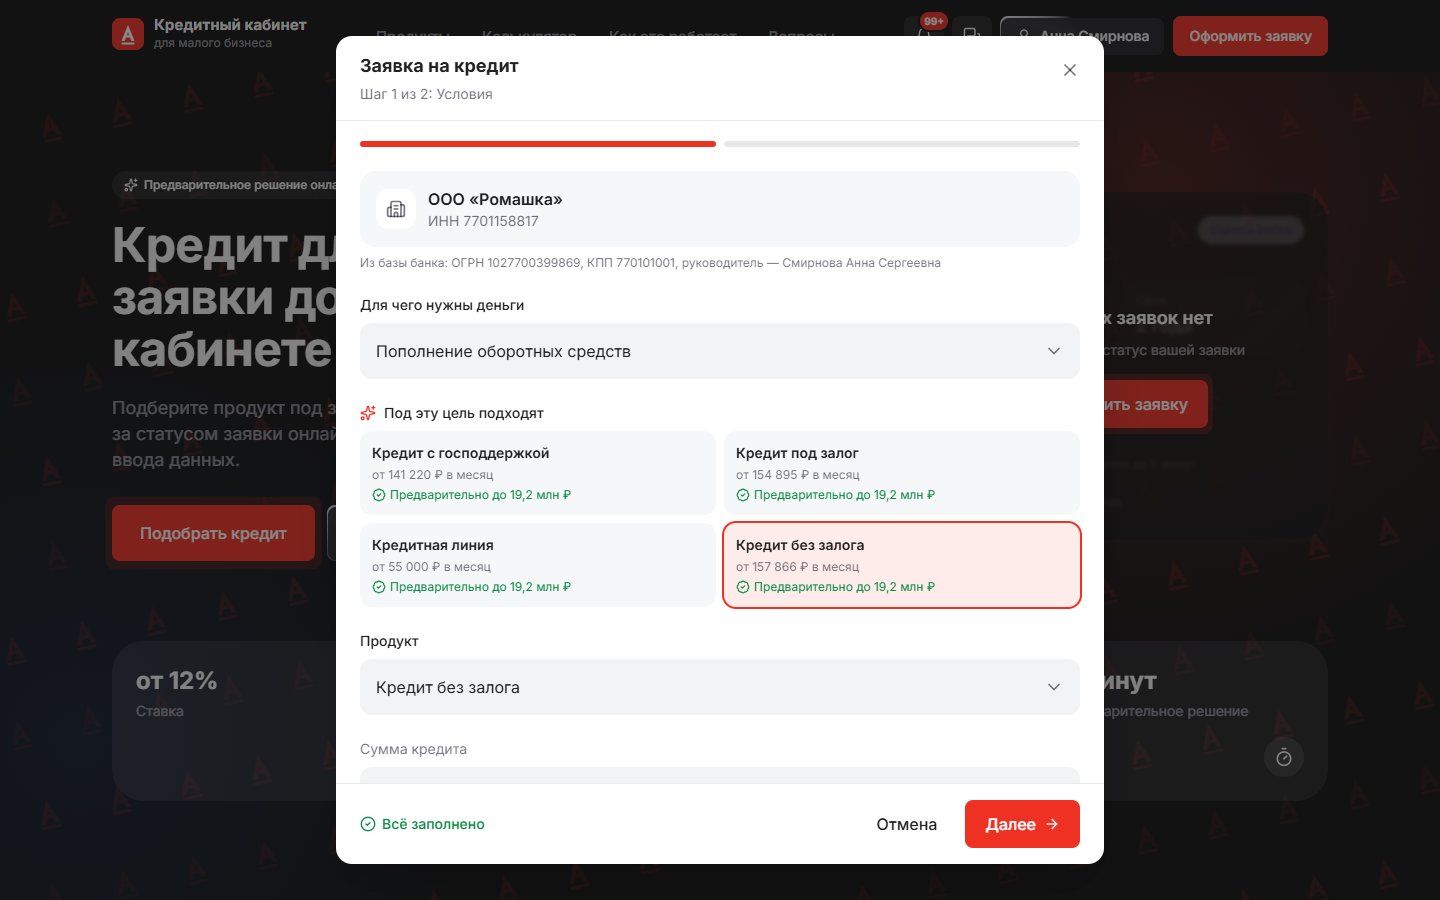 Кредитный кабинет
для малого бизнеса
99+
Анна Смирнова
Оформить заявку
Заявка на кредит
Шаг 1 из 2: Условия
Предварительное решение
Кредит
заявки
кабинете
Подберите продукт под
за статусом заявки
ввода данных.
Подобрать кредит
ООО «Ромашка»
ИНН 7701158817
Из базы банка: ОГРН 1027700399869, КПП 770101001, руководитель — Смирнова Анна Сергеевна
Для чего нужны деньги
Пополнение оборотных средств
Под эту цель подходят
Кредит с господдержкой
от 141 220 ₽ в месяц
Предварительно до 19,2 млн ₽
Кредит под залог
от 154 895 ₽ в месяц
Предварительно до 19,2 млн ₽
Кредитная линия
от 55 000 ₽ в месяц
Предварительно до 19,2 млн ₽
Кредит без залога
от 157 866 ₽ в месяц
Предварительно до 19,2 млн ₽
Продукт
Кредит без залога
Сумма кредита
Всё заполнено
Отмена
Далее
заявок нет
статус вашей заявки
заявку
от 12%
Ставка
решение